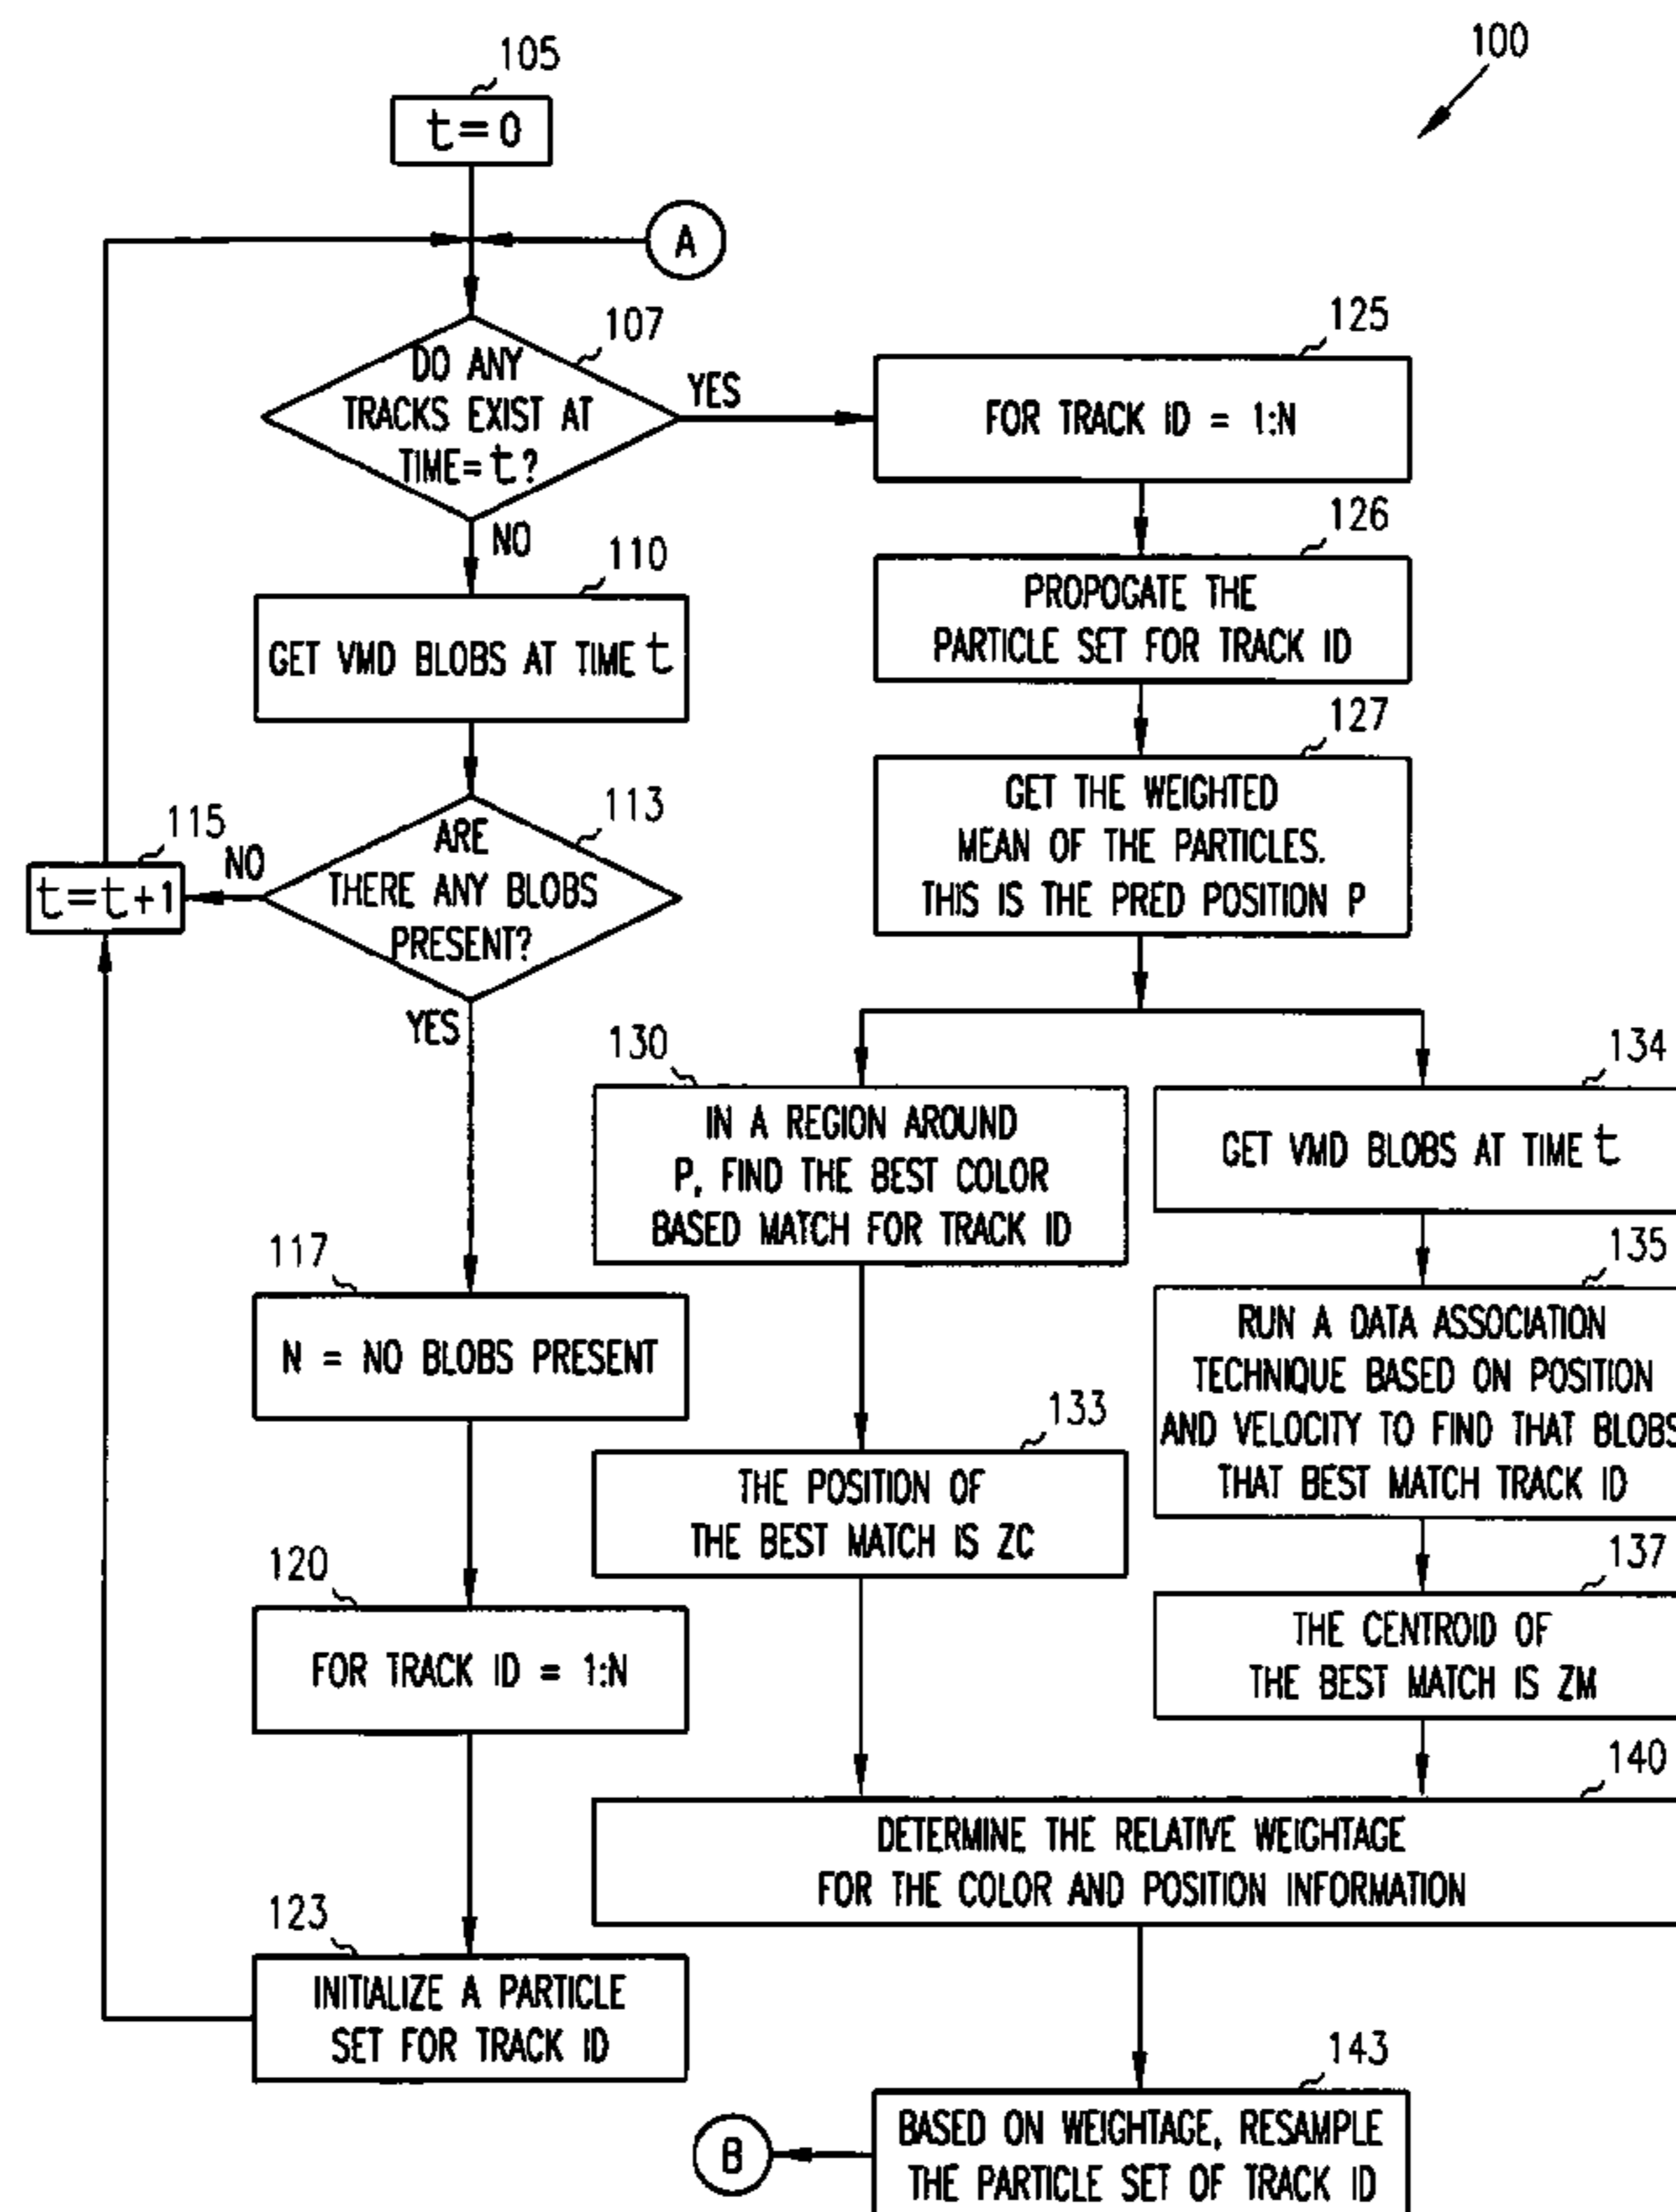 100
105
t=0
A
107
DO ANY
TRACKS EXIST AT
TIME=t?
YES
NO
125
FOR TRACK ID = 1:N
126
PROPOGATE THE
PARTICLE SET FOR TRACK ID
127
GET THE WEIGHTED
MEAN OF THE PARTICLES.
THIS IS THE PRED POSITION P
110
GET VMD BLOBS AT TIME t
113
ARE
THERE ANY BLOBS
PRESENT?
NO
YES
115
t=t+1
117
N = NO BLOBS PRESENT
120
FOR TRACK ID = 1:N
123
INITIALIZE A PARTICLE
SET FOR TRACK ID
130
IN A REGION AROUND
P, FIND THE BEST COLOR
BASED MATCH FOR TRACK ID
133
THE POSITION OF
THE BEST MATCH IS ZC
134
GET VMD BLOBS AT TIME t
135
RUN A DATA ASSOCIATION
TECHNIQUE BASED ON POSITION
AND VELOCITY TO FIND THAT BLOBS
THAT BEST MATCH TRACK ID
137
THE CENTROID OF
THE BEST MATCH IS ZM
140
DETERMINE THE RELATIVE WEIGHTAGE
FOR THE COLOR AND POSITION INFORMATION
143
BASED ON WEIGHTAGE, RESAMPLE
THE PARTICLE SET OF TRACK ID
B